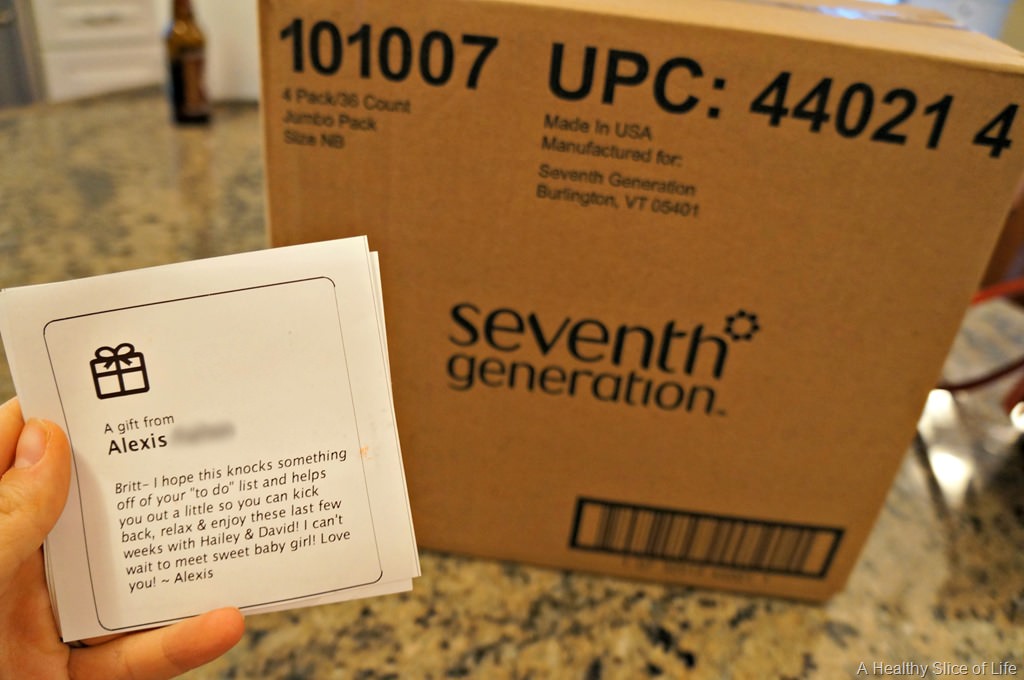 101007
4 Pack/36 Count
Jumbo Pack
Size NB
UPC: 44021 4
Made In USA
Manufactured for:
Seventh Generation
Burlington, VT 05401
seventh
generation
A gift from
Alexis
Britt- I hope this knocks something
off of your "to do" list and helps
you out a little so you can kick
back, relax & enjoy these last few
weeks with Hailey & David! I can't
wait to meet sweet baby girl! Love
you! ~ Alexis
A Healthy Slice of Life